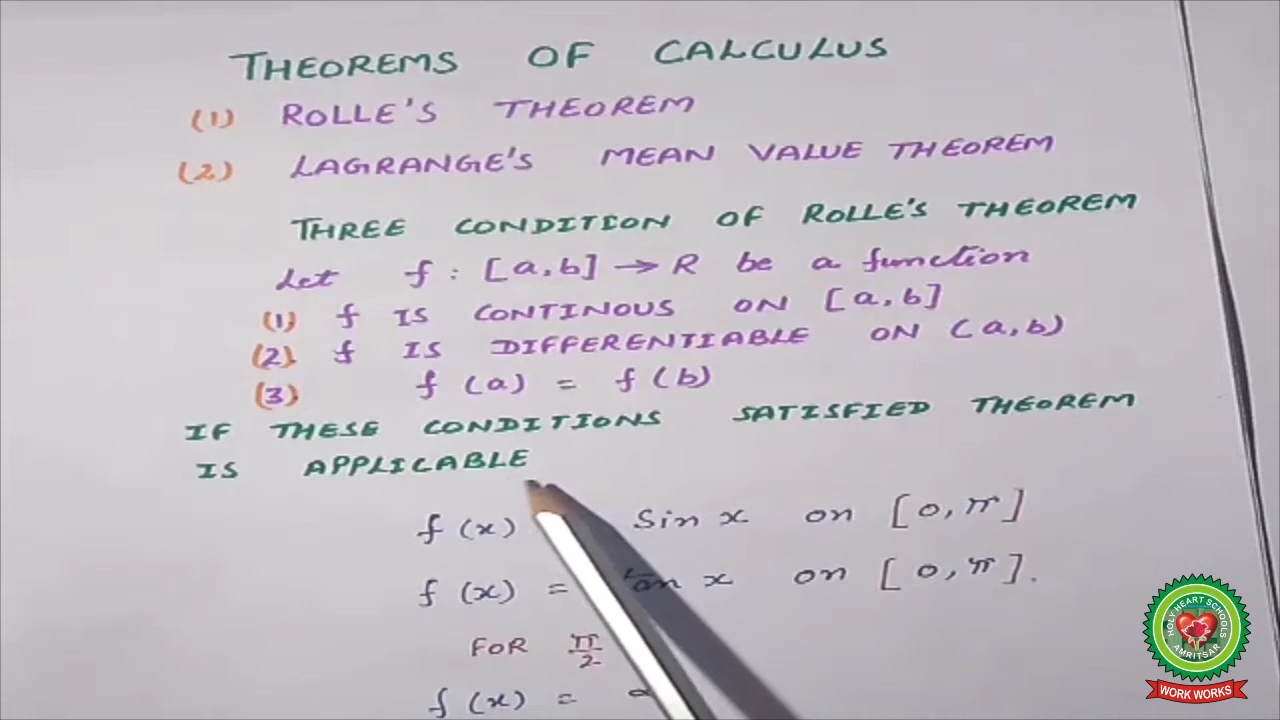 THEOREMS OF CALCULUS
(1) ROLLE'S THEOREM
(2) LAGRANGE'S MEAN VALUE THEOREM
THREE CONDITION OF ROLLE'S THEOREM
Let f : [a,b] → R be a function
(1) f IS CONTINOUS ON [a,b]
(2) f IS DIFFERENTIABLE ON (a,b)
(3) f(a) = f(b)
IF THESE CONDITIONS SATISFIED THEOREM
IS APPLICABLE
f(x) Sin x on [0,π]
f(x) = tan x on [0,π].
FOR π/2
f(x) =
HOLY HEART SCHOOLS
AMRITSAR
WORK WORKS